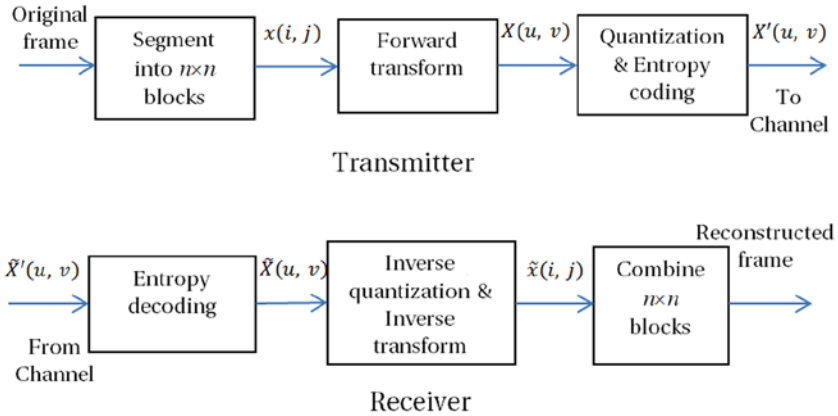 Original
frame
Segment
into n×n
blocks
x(i, j)
Forward
transform
X(u, v)
Quantization
& Entropy
coding
X'(u, v)
To
Channel
Transmitter
X̃'(u, v)
From
Channel
Entropy
decoding
X̃(u, v)
Inverse
quantization &
Inverse
transform
x̃(i, j)
Combine
n×n
blocks
Reconstructed
frame
Receiver